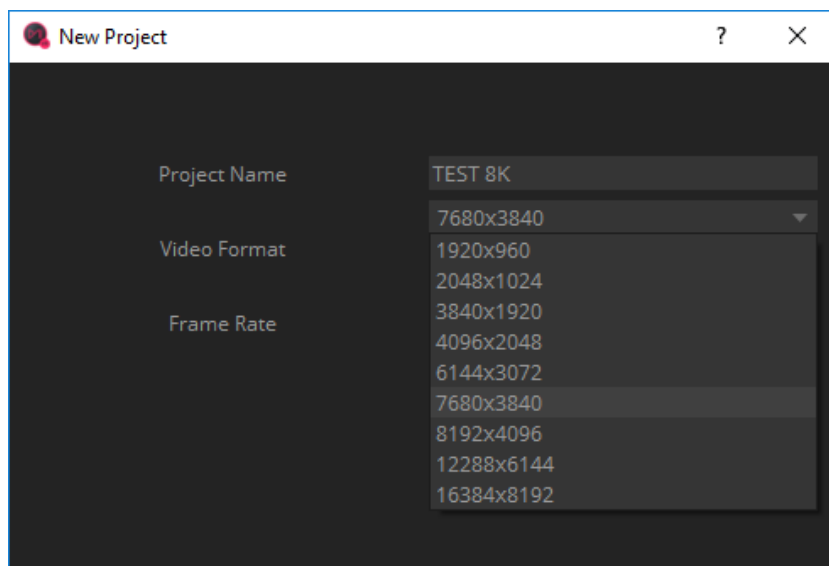 New Project
Project Name
TEST 8K
Video Format
7680x3840
1920x960
2048x1024
3840x1920
4096x2048
6144x3072
7680x3840
8192x4096
12288x6144
16384x8192
Frame Rate